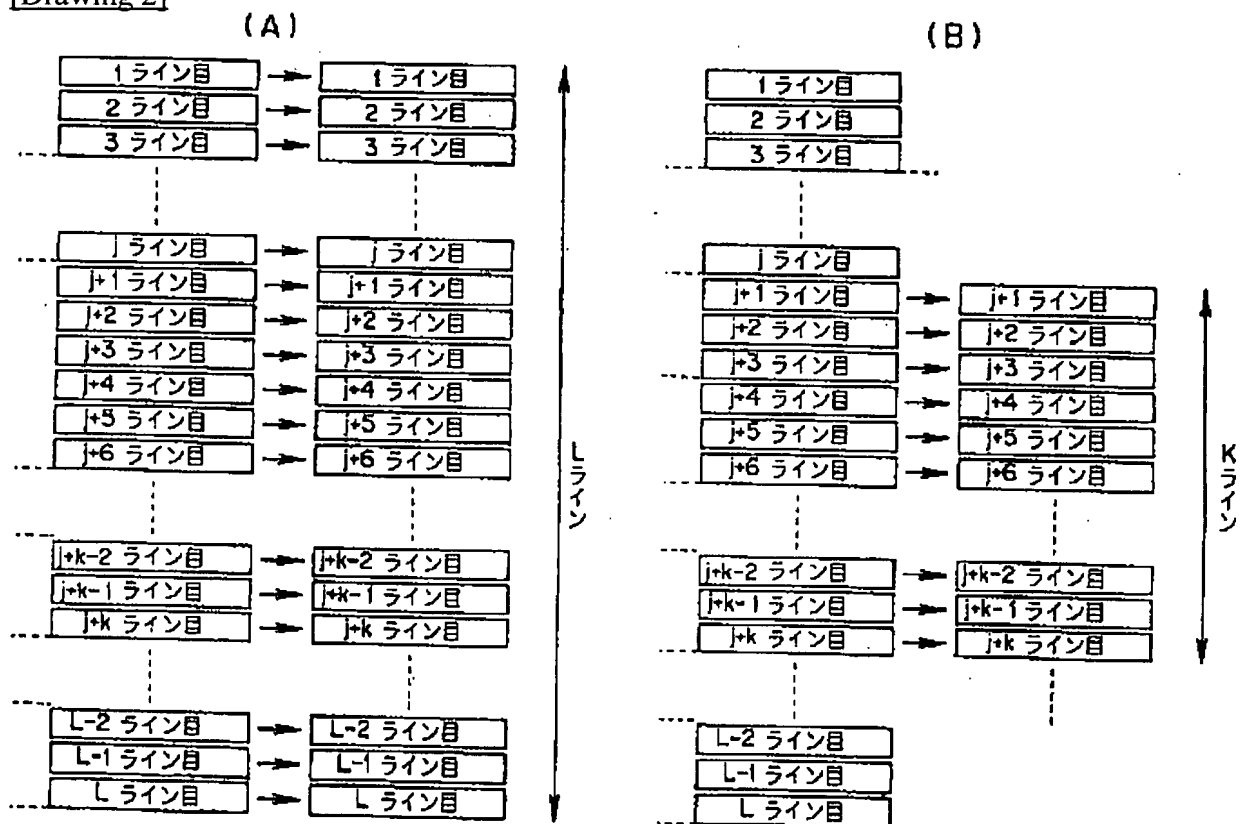 [Drawing 2]
(A)
1 ライン目 1 ライン目
2 ライン目 2 ライン目
3 ライン目 3 ライン目
j ライン目 j ライン目
j+1 ライン目 j+1 ライン目
j+2 ライン目 j+2 ライン目
j+3 ライン目 j+3 ライン目
j+4 ライン目 j+4 ライン目
j+5 ライン目 j+5 ライン目
j+6 ライン目 j+6 ライン目
j+k-2 ライン目 j+k-2 ライン目
j+k-1 ライン目 j+k-1 ライン目
j+k ライン目 j+k ライン目
L-2 ライン目 L-2 ライン目
L-1 ライン目 L-1 ライン目
L ライン目 L ライン目
Lライン
(B)
1 ライン目
2 ライン目
3 ライン目
j ライン目
j+1 ライン目 j+1 ライン目
j+2 ライン目 j+2 ライン目
j+3 ライン目 j+3 ライン目
j+4 ライン目 j+4 ライン目
j+5 ライン目 j+5 ライン目
j+6 ライン目 j+6 ライン目
j+k-2 ライン目 j+k-2 ライン目
j+k-1 ライン目 j+k-1 ライン目
j+k ライン目 j+k ライン目
L-2 ライン目
L-1 ライン目
L ライン目
Kライン